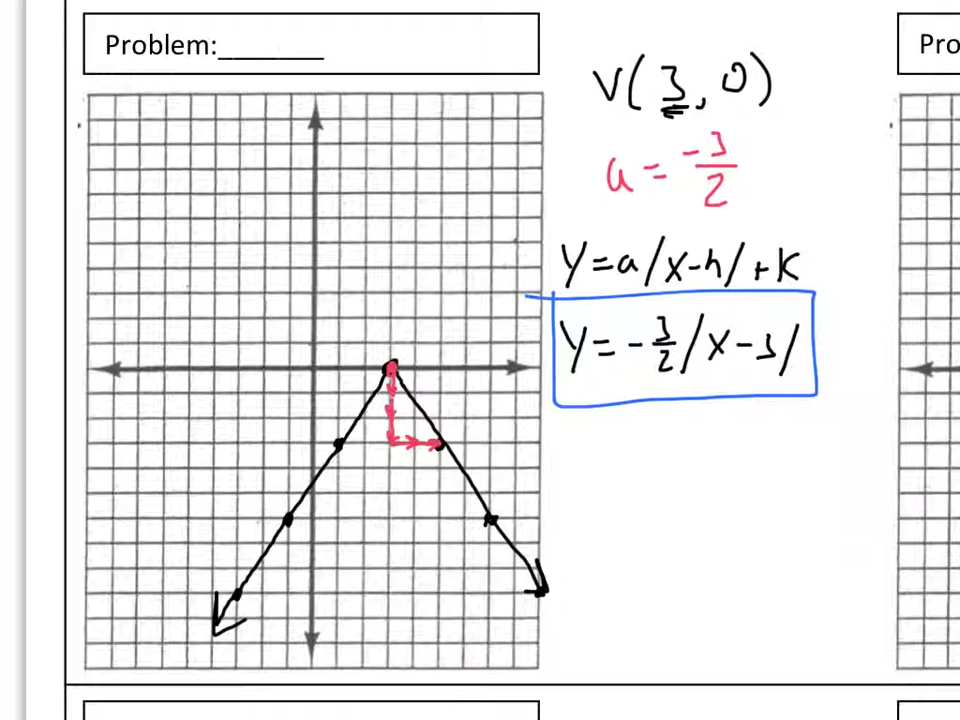 Problem:________
Pro
V(3, 0)
a = -3/2
Y=a|x-h|+K
Y=-3/2|x-3|